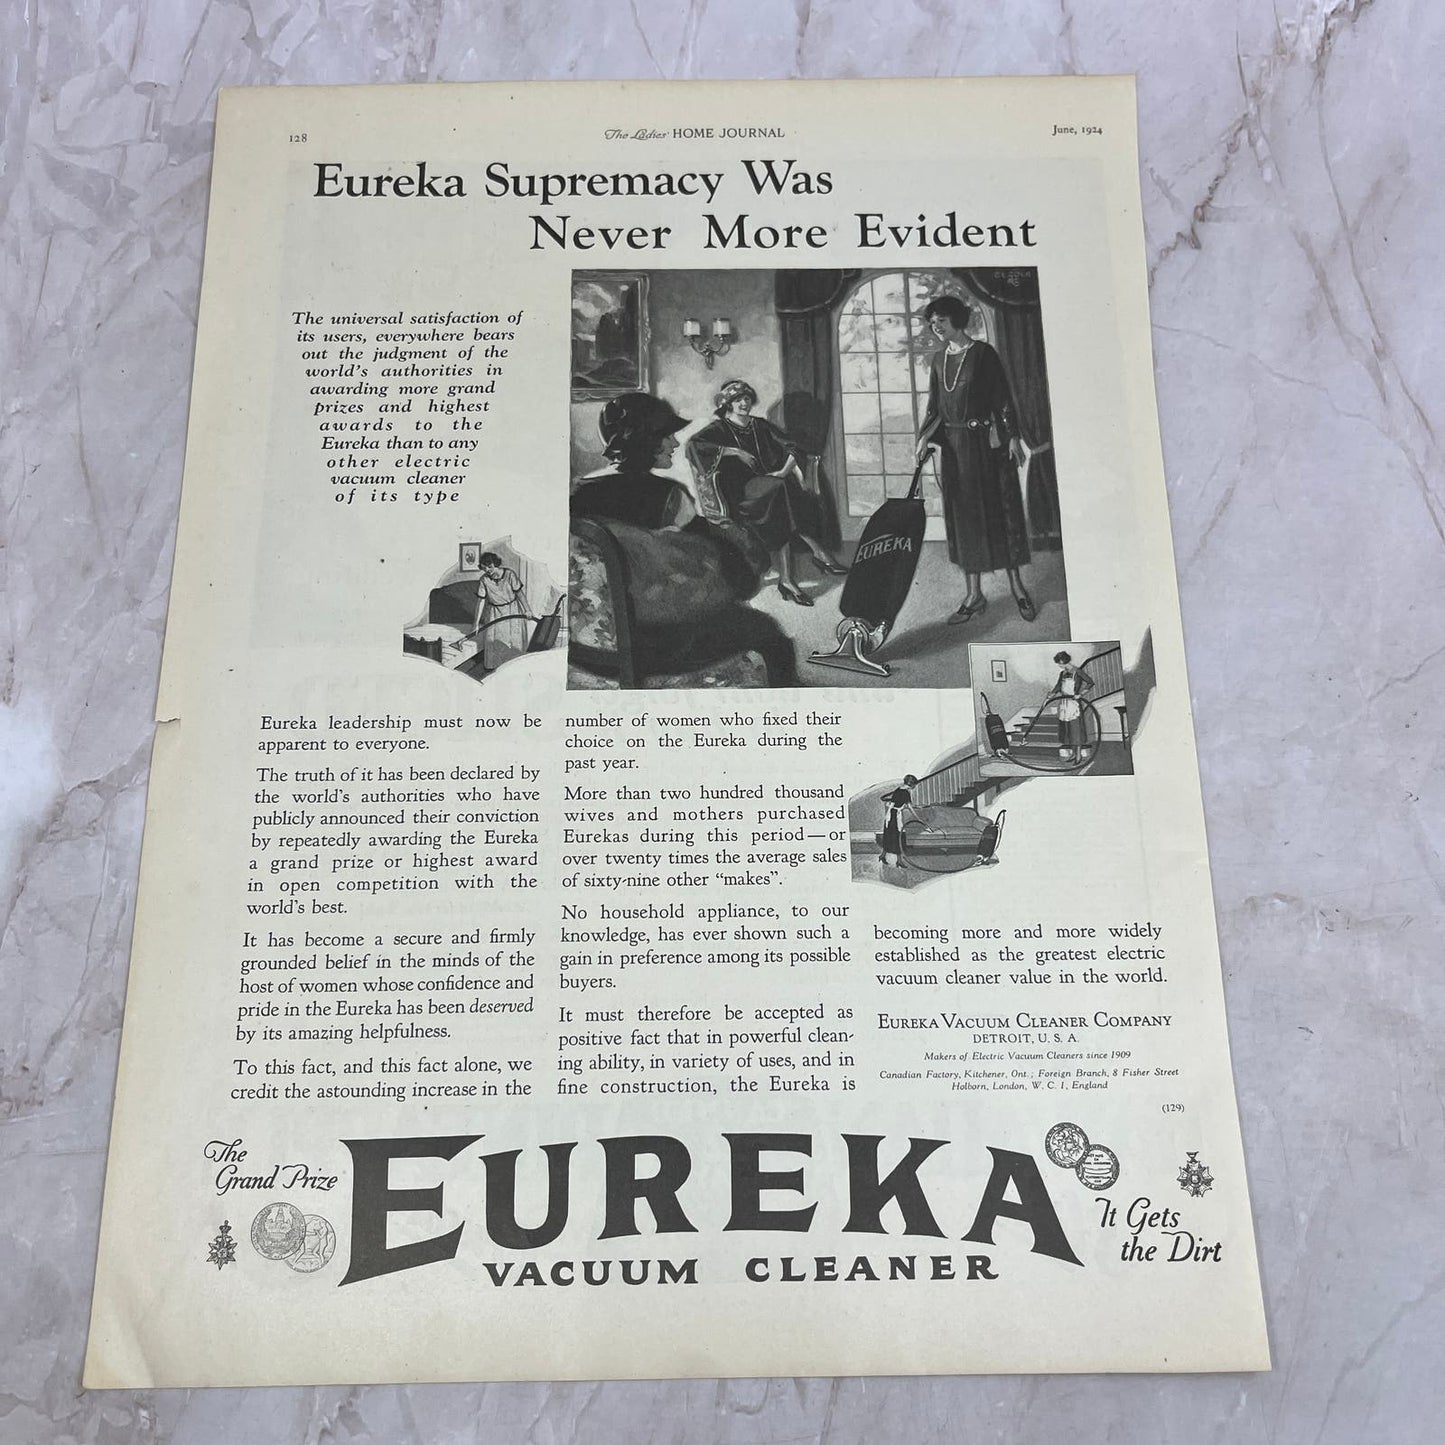 128
The Ladies' HOME JOURNAL
June, 1924
Eureka Supremacy Was
Never More Evident
The universal satisfaction of
its users, everywhere bears
out the judgment of the
world's authorities in
awarding more grand
prizes and highest
awards to the
Eureka than to any
other electric
vacuum cleaner
of its type
EUREKA
Eureka leadership must now be
apparent to everyone.
The truth of it has been declared by
the world's authorities who have
publicly announced their conviction
by repeatedly awarding the Eureka
a grand prize or highest award
in open competition with the
world's best.
It has become a secure and firmly
grounded belief in the minds of the
host of women whose confidence and
pride in the Eureka has been deserved
by its amazing helpfulness.
To this fact, and this fact alone, we
credit the astounding increase in the
number of women who fixed their
choice on the Eureka during the
past year.
More than two hundred thousand
wives and mothers purchased
Eurekas during this period—or
over twenty times the average sales
of sixty-nine other "makes".
No household appliance, to our
knowledge, has ever shown such a
gain in preference among its possible
buyers.
It must therefore be accepted as
positive fact that in powerful clean-
ing ability, in variety of uses, and in
fine construction, the Eureka is
becoming more and more widely
established as the greatest electric
vacuum cleaner value in the world.
EUREKA VACUUM CLEANER COMPANY
DETROIT, U. S. A.
Makers of Electric Vacuum Cleaners since 1909
Canadian Factory, Kitchener, Ont.; Foreign Branch, 8 Fisher Street
Holborn, London, W. C. 1, England
(129)
The
Grand Prize
EUREKA
VACUUM CLEANER
It Gets
the Dirt